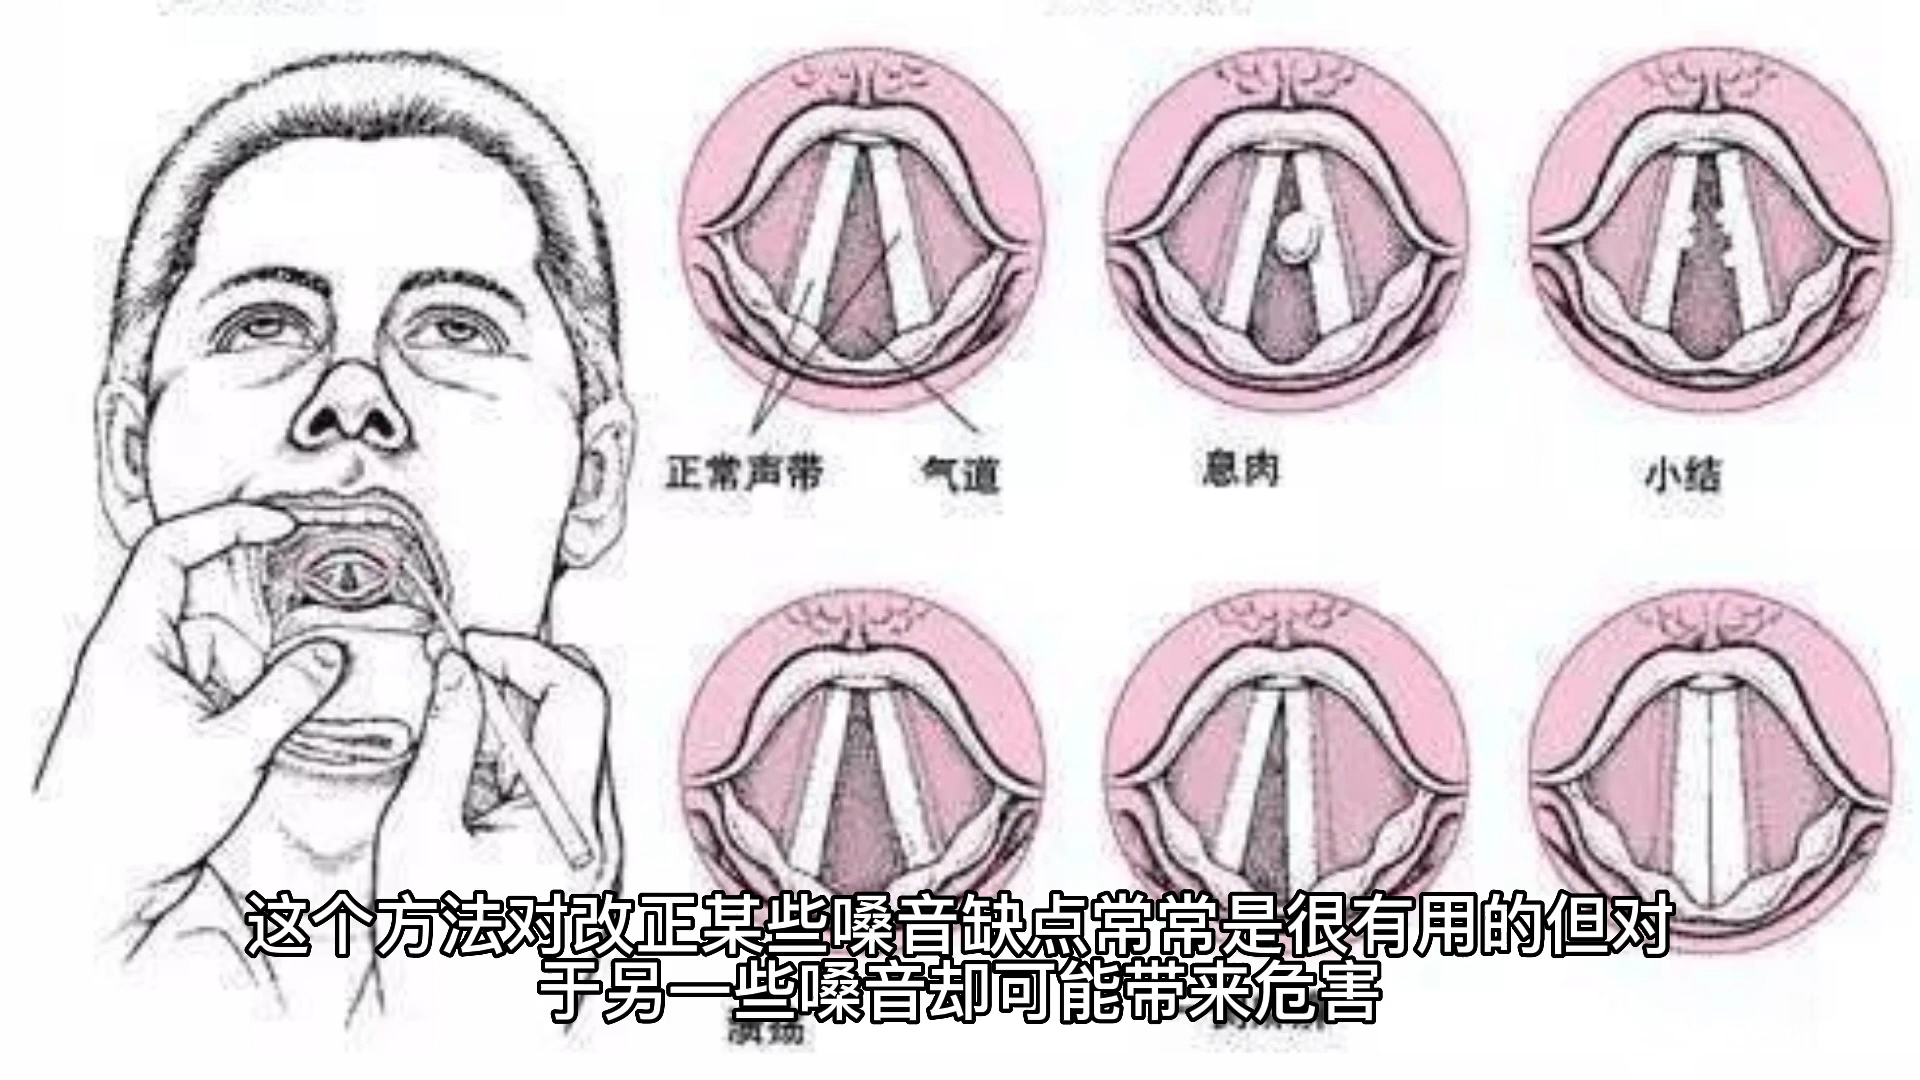 正常声带
气道
息肉
小结
这个方法对改正某些嗓音缺点常常是很有用的但对
于另一些嗓音却可能带来危害